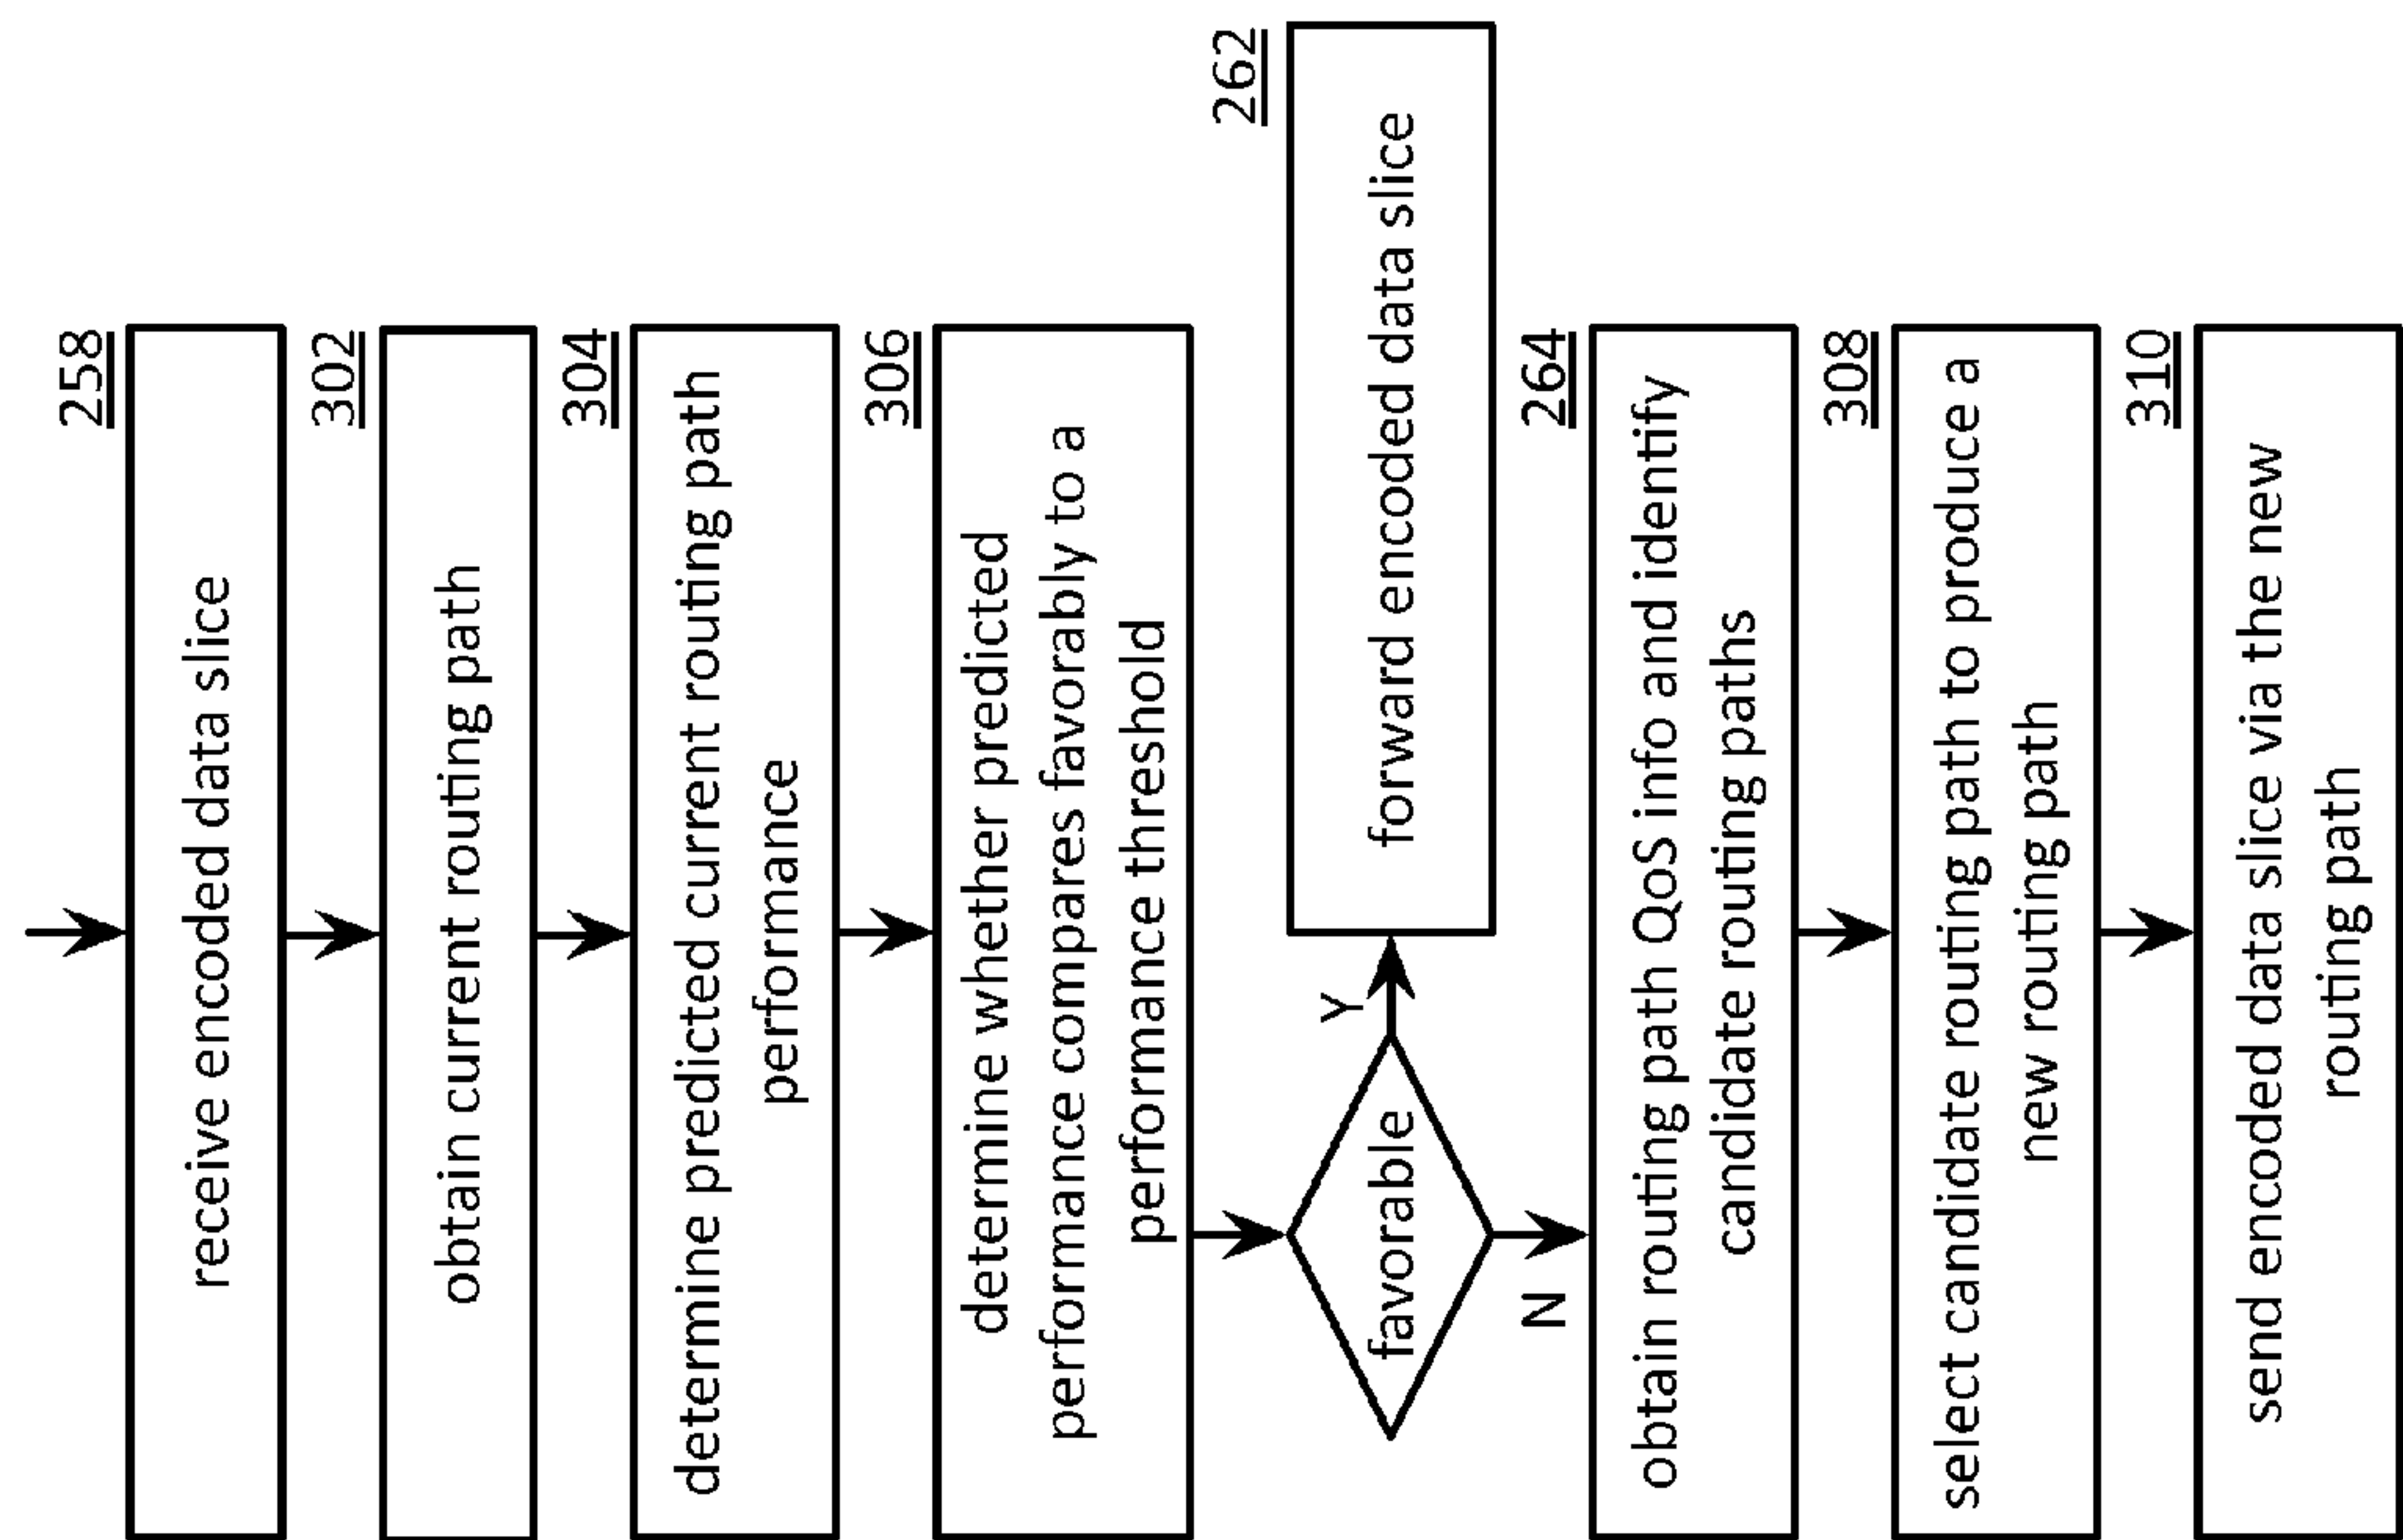 258
receive encoded data slice
302
obtain current routing path
304
determine predicted current routing path
performance
306
determine whether predicted
performance compares favorably to a
performance threshold
favorable
Y
262
forward encoded data slice
N
264
obtain routing path QoS info and identify
candidate routing paths
308
select candidate routing path to produce a
new routing path
310
send encoded data slice via the new
routing path